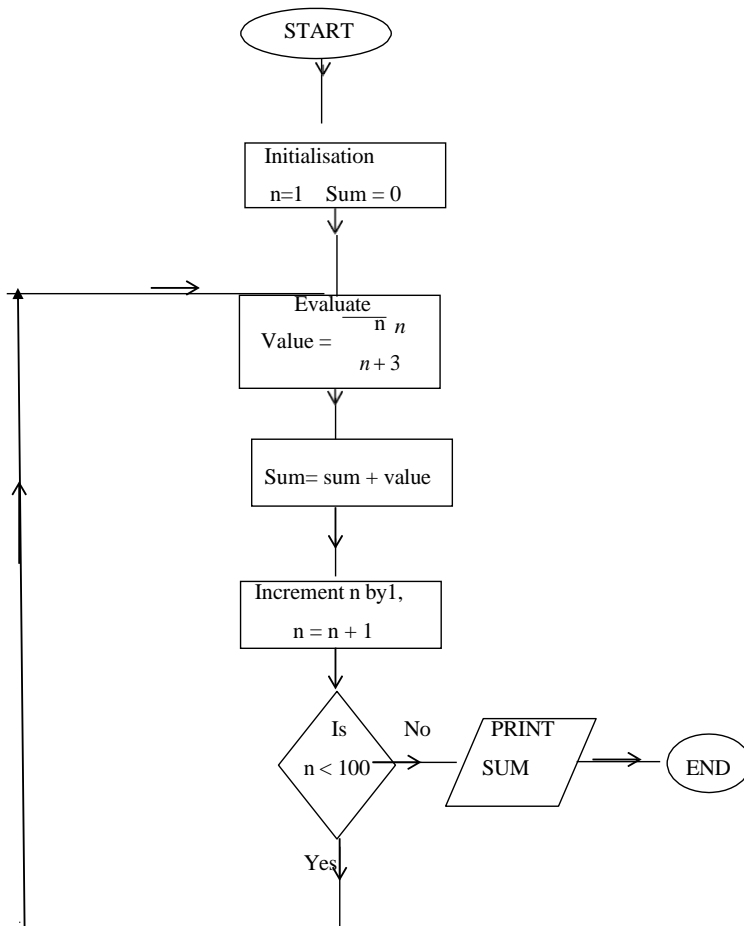 START
Initialisation
n=1 Sum = 0
Evaluate
n n
Value =
n + 3
Sum= sum + value
Increment n by1,
n = n + 1
Is
n < 100
No
PRINT
SUM
END
Yes